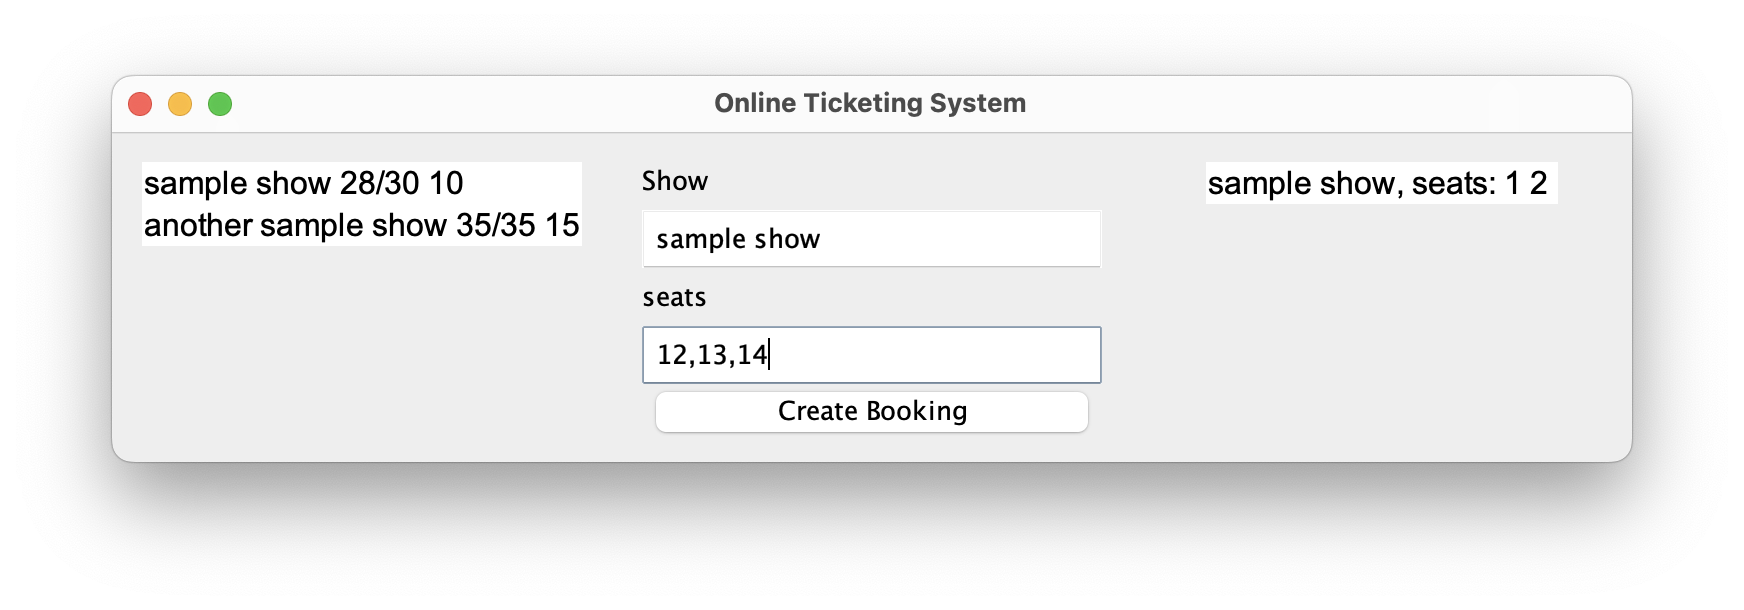 Online Ticketing System
sample show 28/30 10
another sample show 35/35 15
Show
sample show
seats
12,13,14
Create Booking
sample show, seats: 1 2